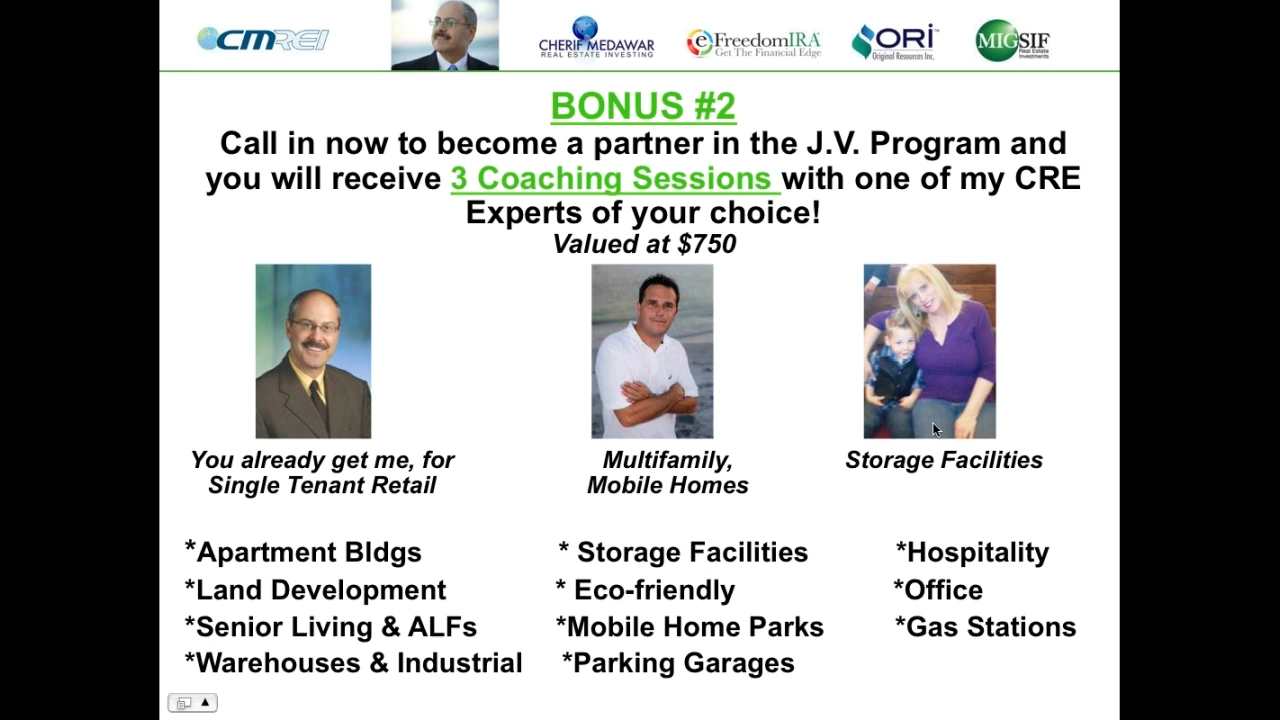 CMREI
CHERIF MEDAWAR
REAL ESTATE INVESTING
eFreedomIRA
Get The Financial Edge
ORi™
Original Resources Inc.
MIGSIF
Real Estate
Investments
BONUS #2
Call in now to become a partner in the J.V. Program and
you will receive 3 Coaching Sessions with one of my CRE
Experts of your choice!
Valued at $750
You already get me, for
Single Tenant Retail
Multifamily,
Mobile Homes
Storage Facilities
*Apartment Bldgs * Storage Facilities *Hospitality
*Land Development * Eco-friendly *Office
*Senior Living & ALFs *Mobile Home Parks *Gas Stations
*Warehouses & Industrial *Parking Garages